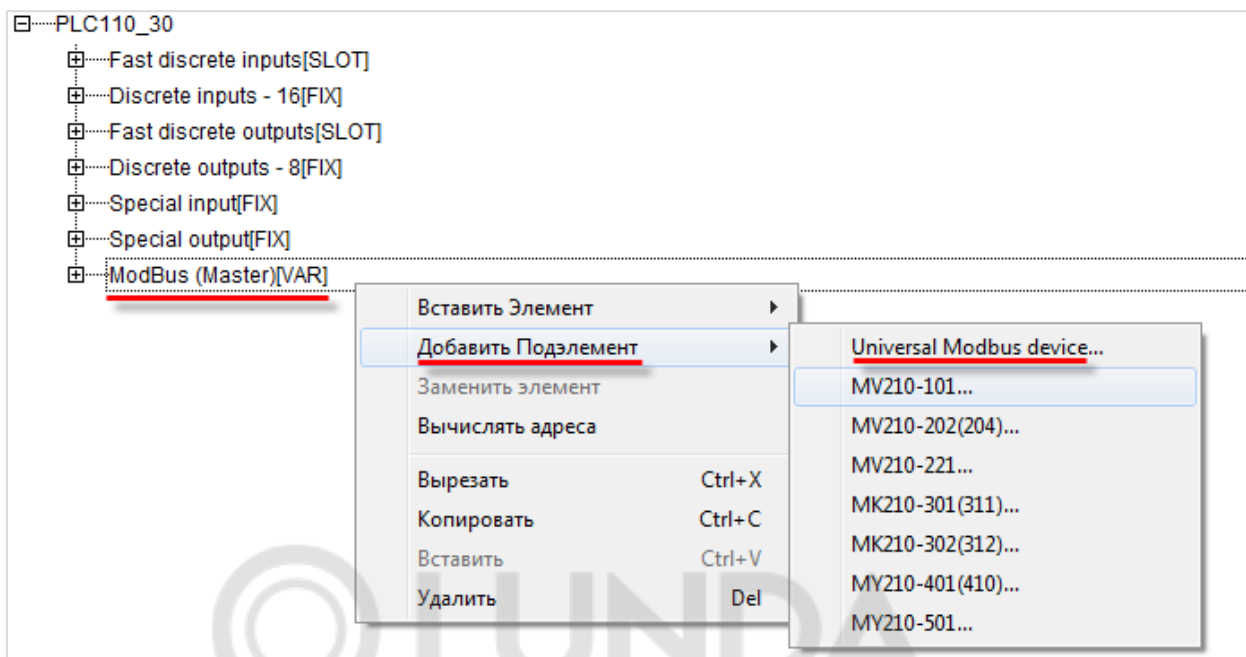 PLC110_30
Fast discrete inputs[SLOT]
Discrete inputs - 16[FIX]
Fast discrete outputs[SLOT]
Discrete outputs - 8[FIX]
Special input[FIX]
Special output[FIX]
ModBus (Master)[VAR]
Вставить Элемент
Добавить Подэлемент
Заменить элемент
Вычислять адреса
Вырезать Ctrl+X
Копировать Ctrl+C
Вставить Ctrl+V
Удалить Del
Universal Modbus device...
MV210-101...
MV210-202(204)...
MV210-221...
MK210-301(311)...
MK210-302(312)...
MY210-401(410)...
MY210-501...
LUNDA